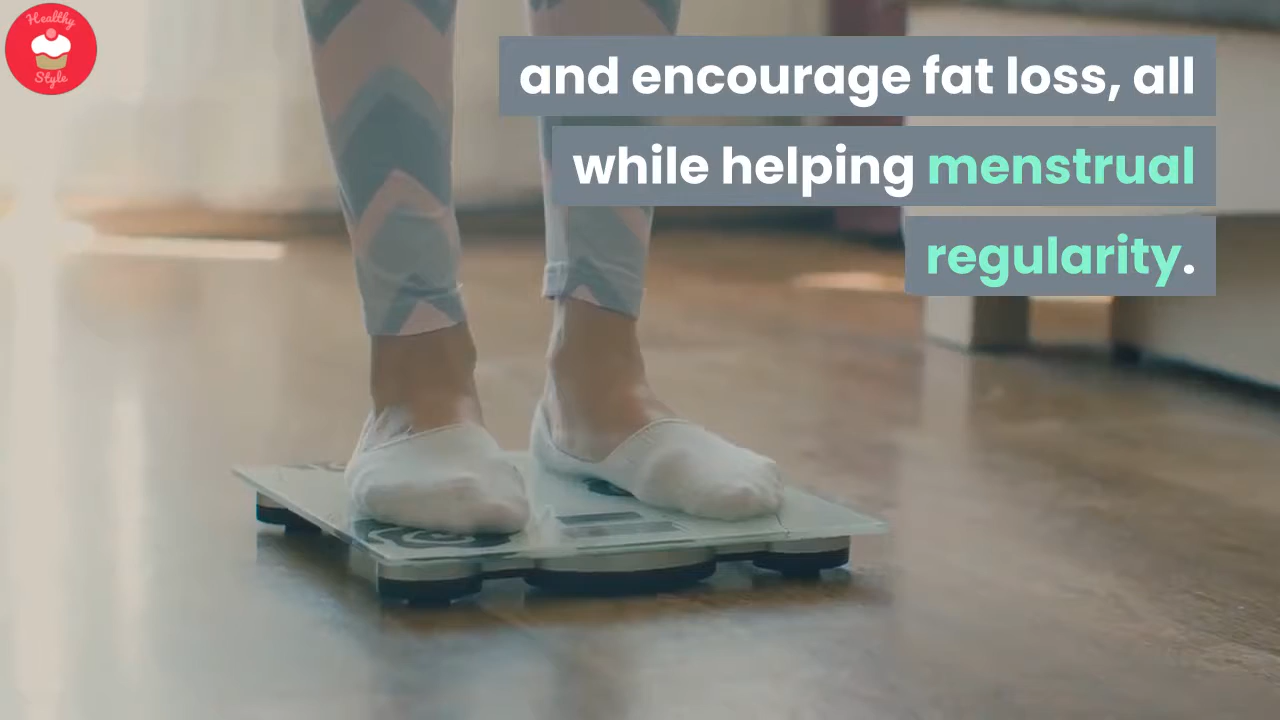 Healthy
Style
and encourage fat loss, all
while helping menstrual
regularity.